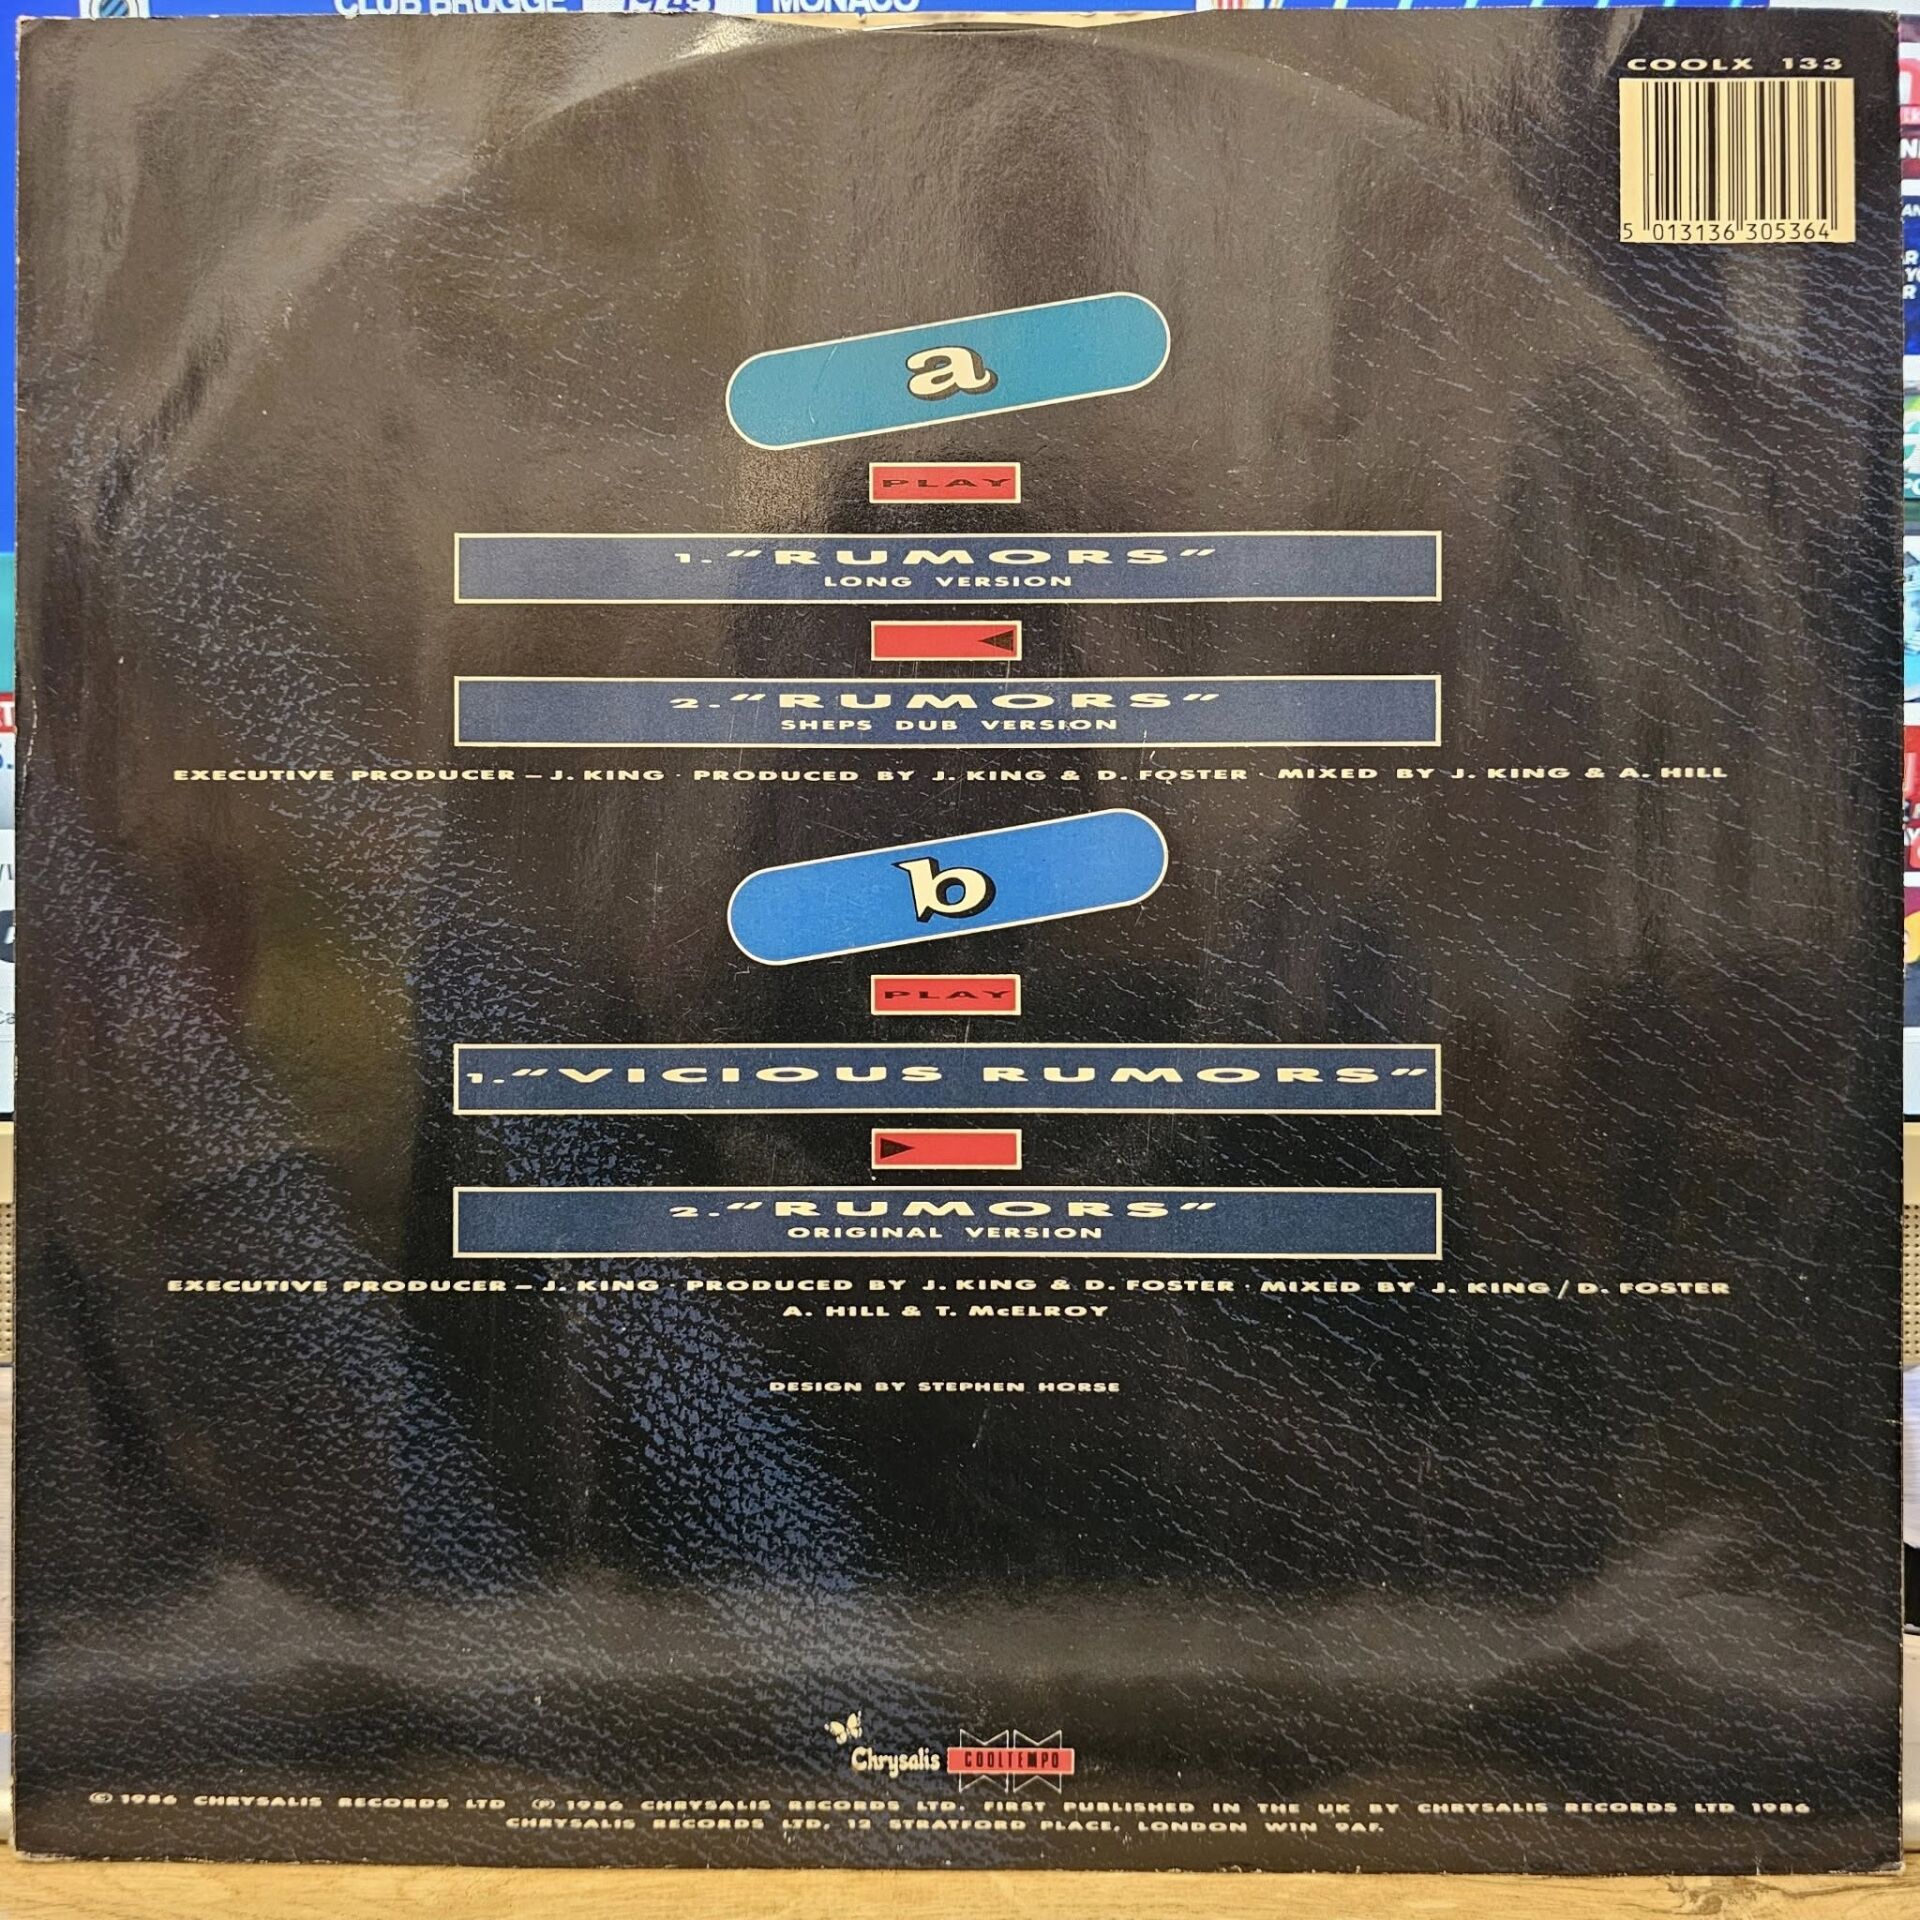 CLUB BRUGGE
MONACO
COOLX 133
5 013136 305364
a
PLAY
1. "RUMORS"
LONG VERSION
2. "RUMORS"
SHEPS DUB VERSION
EXECUTIVE PRODUCER – J. KING · PRODUCED BY J. KING & D. FOSTER · MIXED BY J. KING & A. HILL
b
PLAY
1. "VICIOUS RUMORS"
2. "RUMORS"
ORIGINAL VERSION
EXECUTIVE PRODUCER – J. KING · PRODUCED BY J. KING & D. FOSTER · MIXED BY J. KING / D. FOSTER
A. HILL & T. McELROY
DESIGN BY STEPHEN HORSE
Chrysalis COOLTEMPO
© 1986 CHRYSALIS RECORDS LTD ℗ 1986 CHRYSALIS RECORDS LTD. FIRST PUBLISHED IN THE UK BY CHRYSALIS RECORDS LTD 1986
CHRYSALIS RECORDS LTD, 12 STRATFORD PLACE, LONDON W1N 9AF.